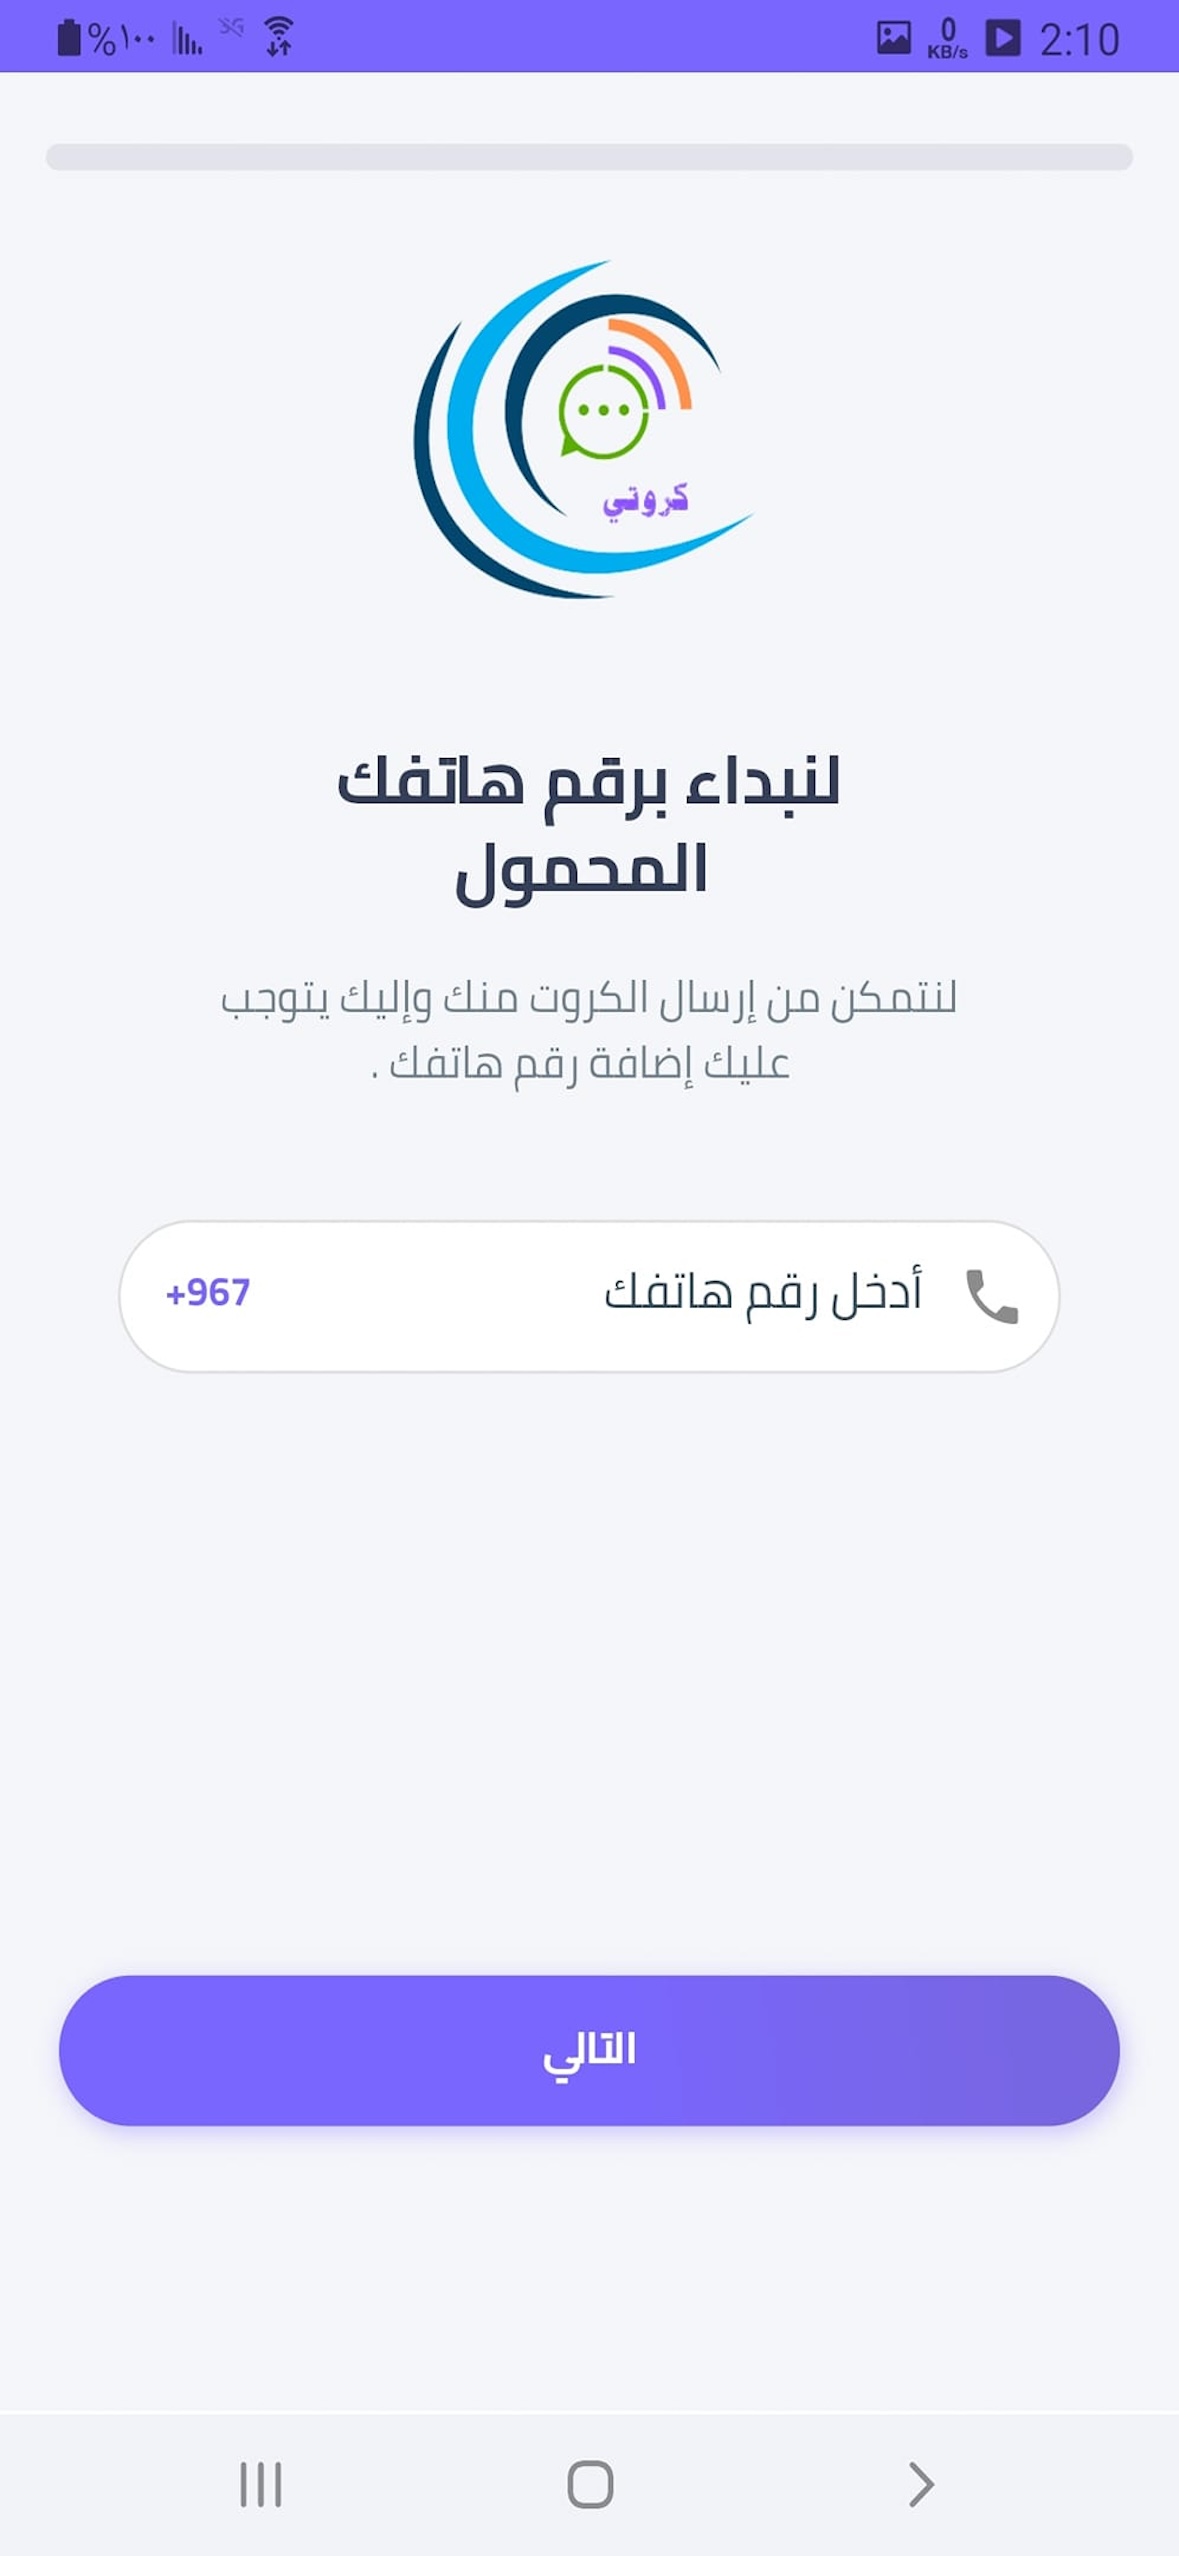 %١٠٠
3G
0
KB/s
2:10
كروتي
لنبداء برقم هاتفك
المحمول
لنتمكن من إرسال الكروت منك وإليك يتوجب
عليك إضافة رقم هاتفك .
أدخل رقم هاتفك
+967
التالي